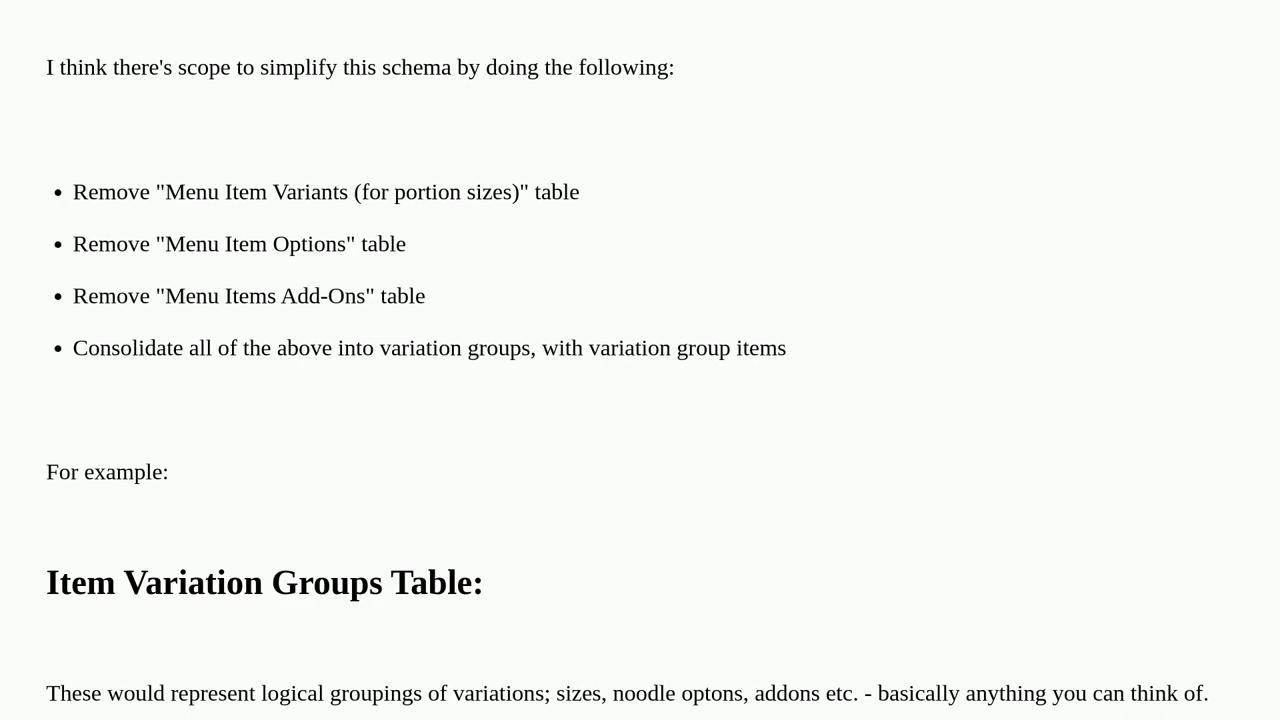 I think there's scope to simplify this schema by doing the following:
• Remove "Menu Item Variants (for portion sizes)" table
• Remove "Menu Item Options" table
• Remove "Menu Items Add-Ons" table
• Consolidate all of the above into variation groups, with variation group items
For example:
Item Variation Groups Table:
These would represent logical groupings of variations; sizes, noodle optons, addons etc. - basically anything you can think of.